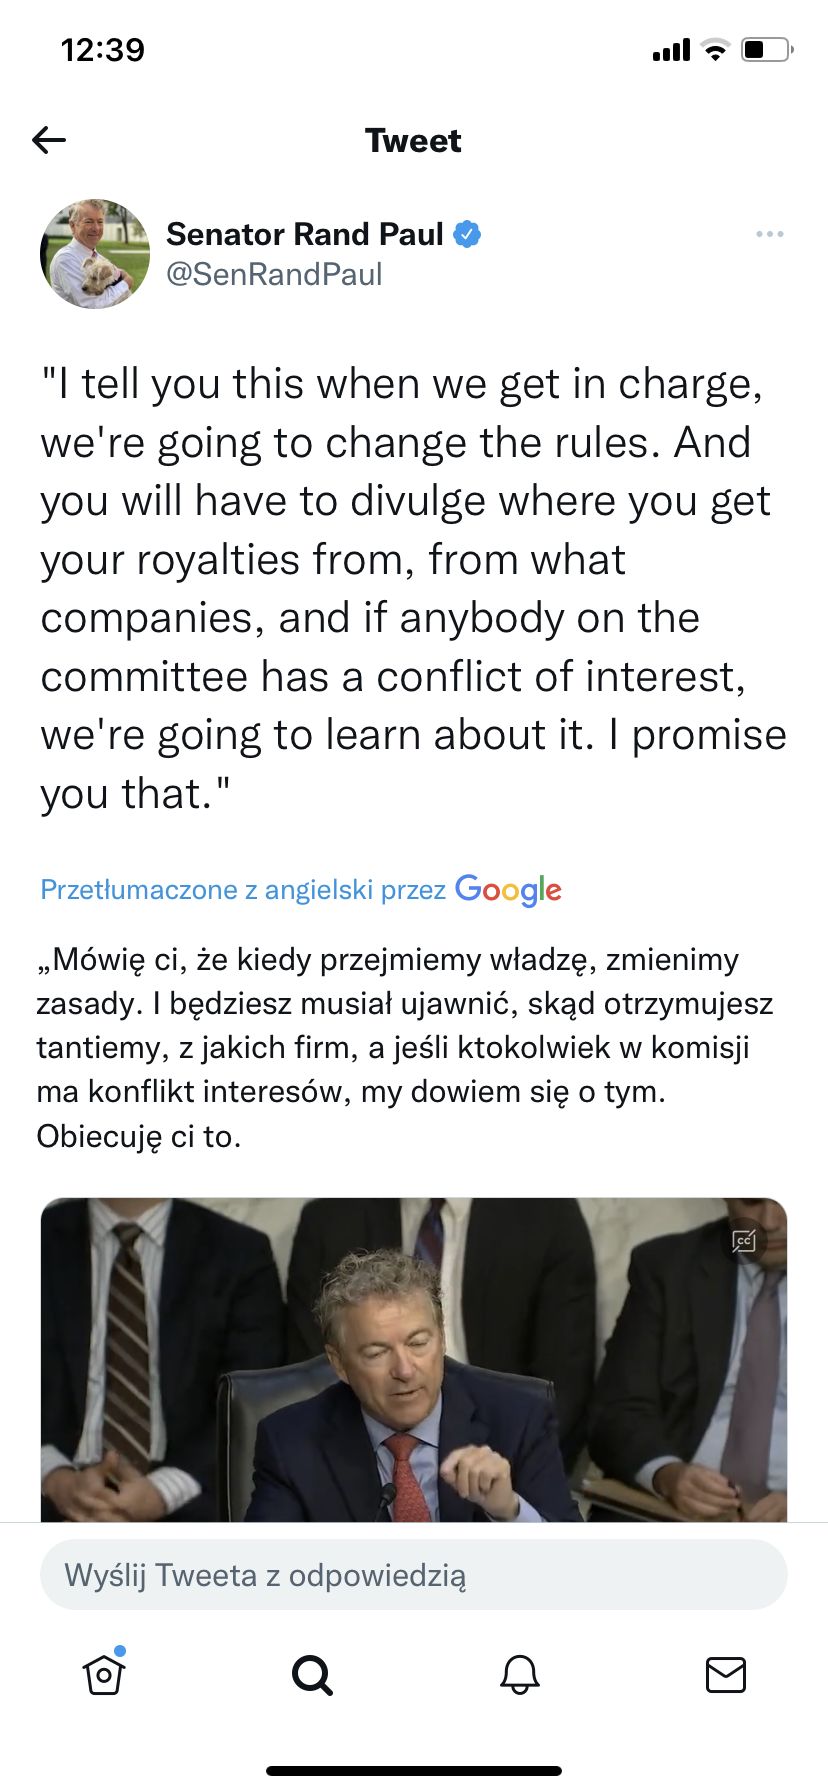 12:39
Tweet
Senator Rand Paul
@SenRandPaul
"I tell you this when we get in charge,
we're going to change the rules. And
you will have to divulge where you get
your royalties from, from what
companies, and if anybody on the
committee has a conflict of interest,
we're going to learn about it. I promise
you that."
Przetłumaczone z angielski przez Google
„Mówię ci, że kiedy przejmiemy władzę, zmienimy
zasady. I będziesz musiał ujawnić, skąd otrzymujesz
tantiemy, z jakich firm, a jeśli ktokolwiek w komisji
ma konflikt interesów, my dowiem się o tym.
Obiecuję ci to.
CC
Wyślij Tweeta z odpowiedzią